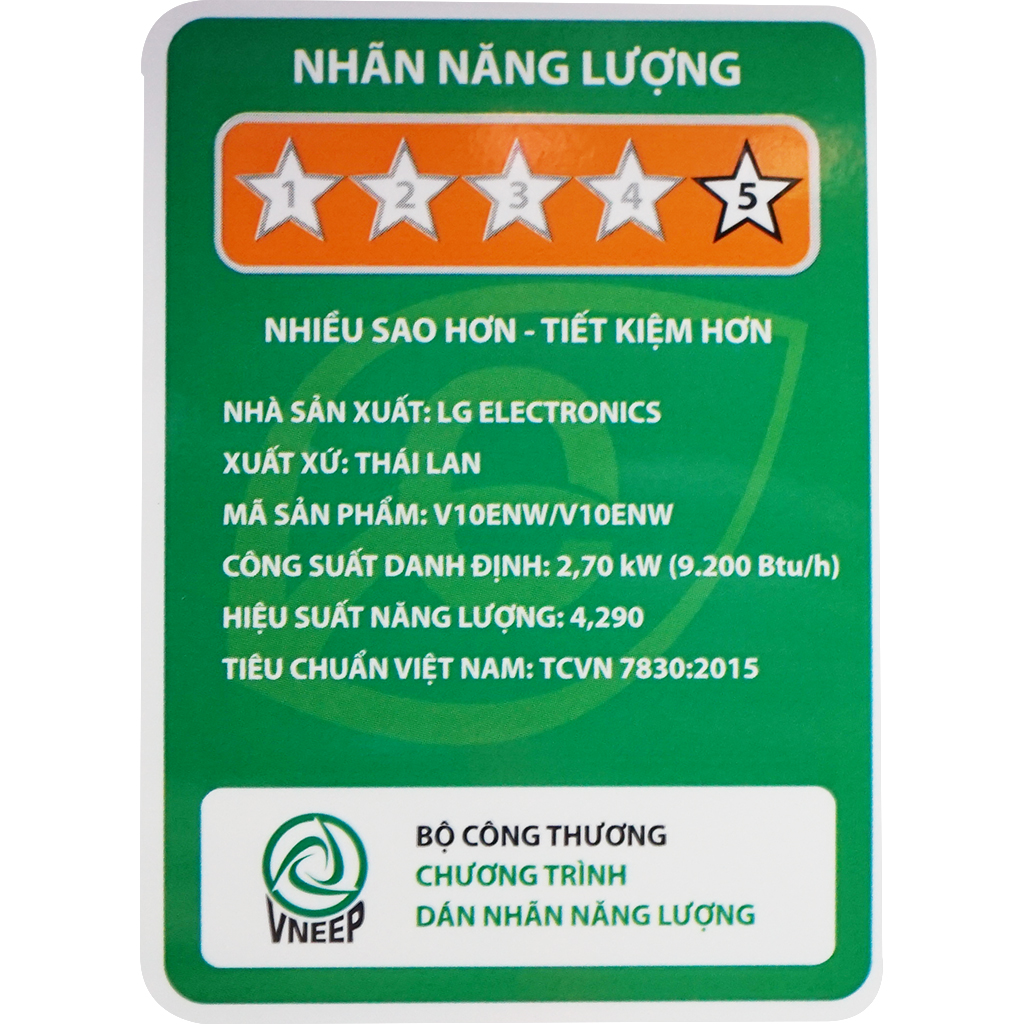 NHÃN NĂNG LƯỢNG
1 2 3 4 5
NHIỀU SAO HƠN - TIẾT KIỆM HƠN
NHÀ SẢN XUẤT: LG ELECTRONICS
XUẤT XỨ: THÁI LAN
MÃ SẢN PHẨM: V10ENW/V10ENW
CÔNG SUẤT DANH ĐỊNH: 2,70 kW (9.200 Btu/h)
HIỆU SUẤT NĂNG LƯỢNG: 4,290
TIÊU CHUẨN VIỆT NAM: TCVN 7830:2015
BỘ CÔNG THƯƠNG
CHƯƠNG TRÌNH
DÁN NHÃN NĂNG LƯỢNG
VNEEP